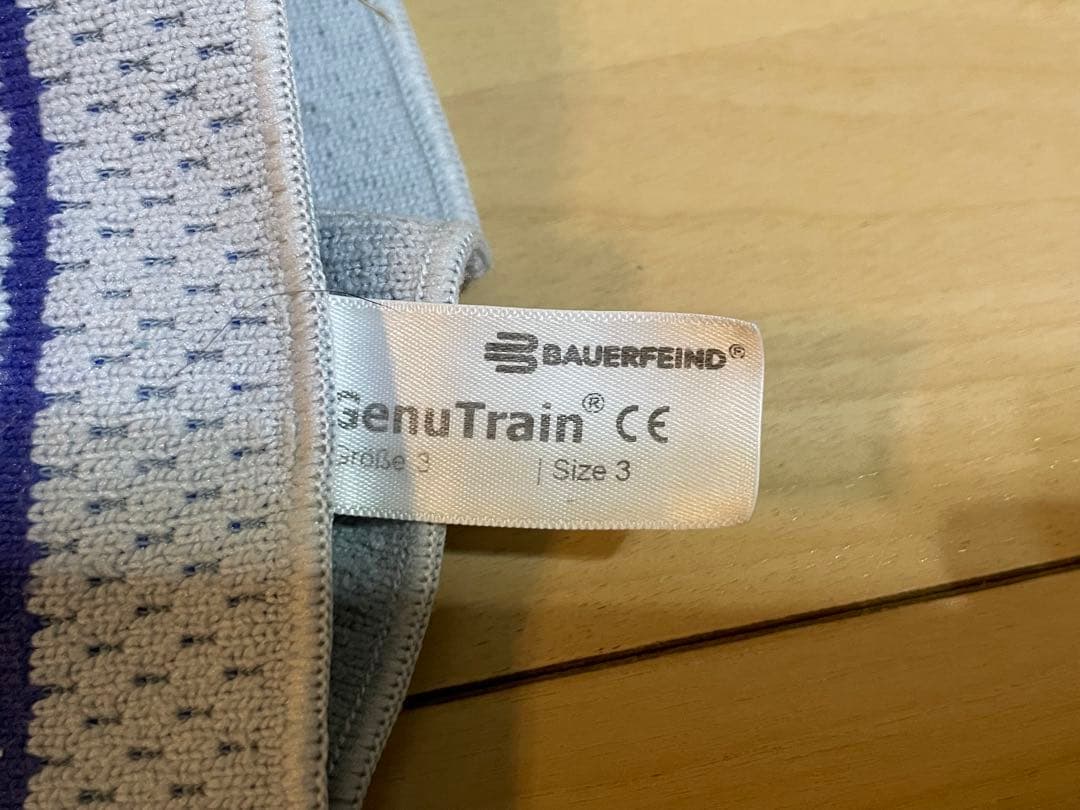 BAUERFEIND®
GenuTrain® CE
Größe 3 | Size 3